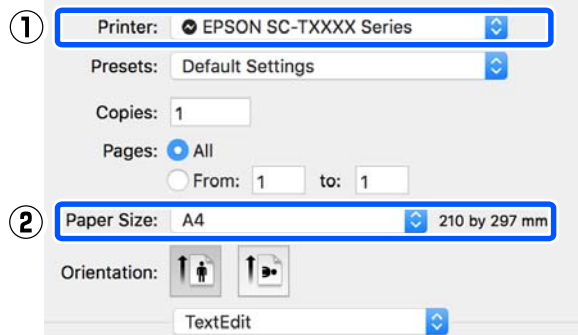 ① Printer: EPSON SC-TXXXX Series
Presets: Default Settings
Copies: 1
Pages: All
From: 1 to: 1
② Paper Size: A4 210 by 297 mm
Orientation:
TextEdit